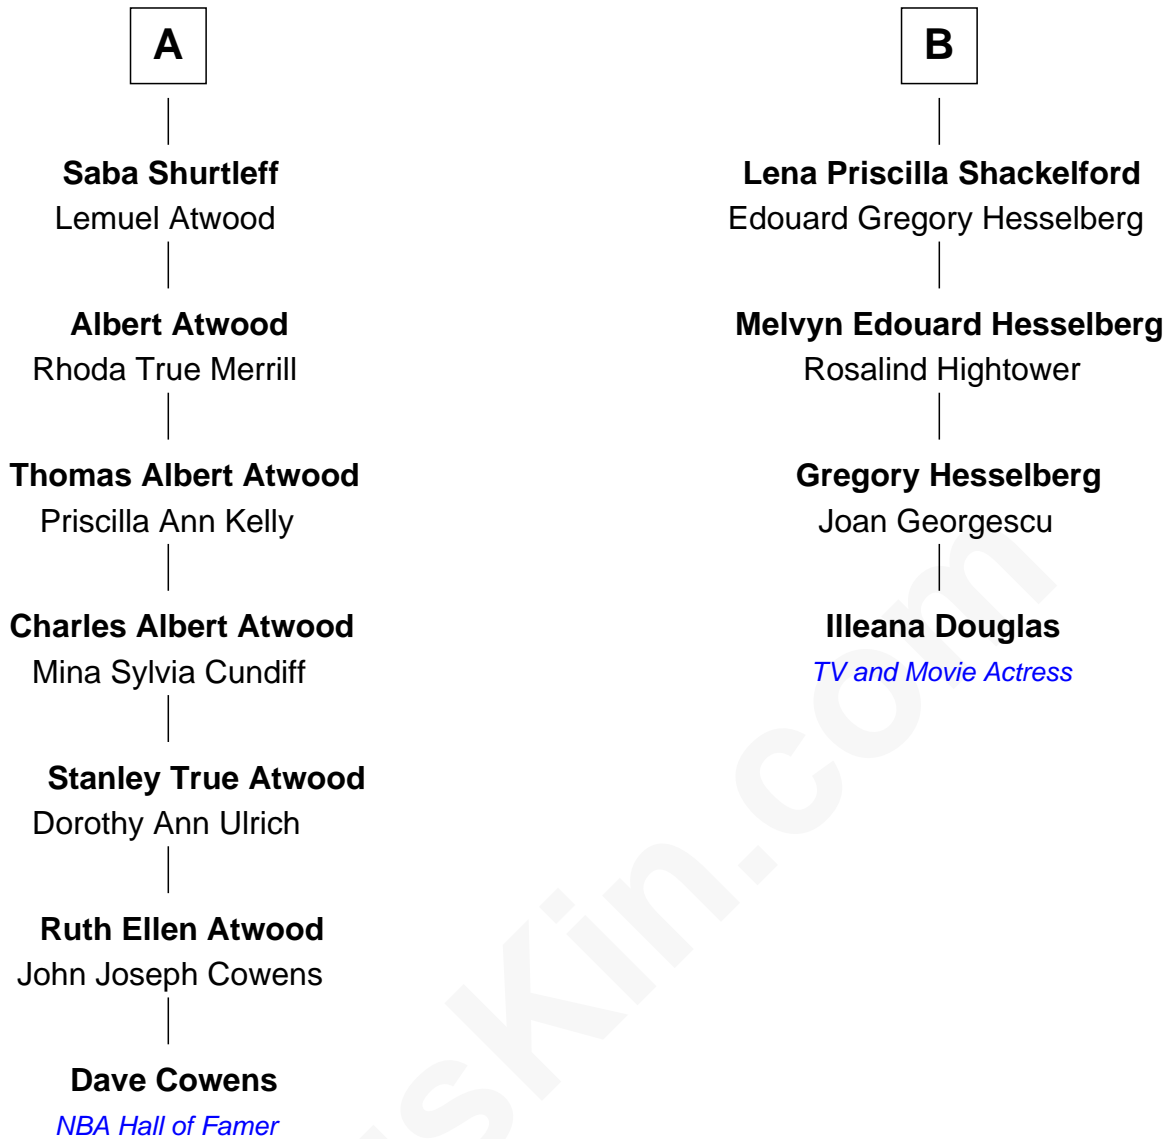 A
Saba Shurtleff
Lemuel Atwood
Albert Atwood
Rhoda True Merrill
Thomas Albert Atwood
Priscilla Ann Kelly
Charles Albert Atwood
Mina Sylvia Cundiff
Stanley True Atwood
Dorothy Ann Ulrich
Ruth Ellen Atwood
John Joseph Cowens
Dave Cowens
NBA Hall of Famer
B
Lena Priscilla Shackelford
Edouard Gregory Hesselberg
Melvyn Edouard Hesselberg
Rosalind Hightower
Gregory Hesselberg
Joan Georgescu
Illeana Douglas
TV and Movie Actress